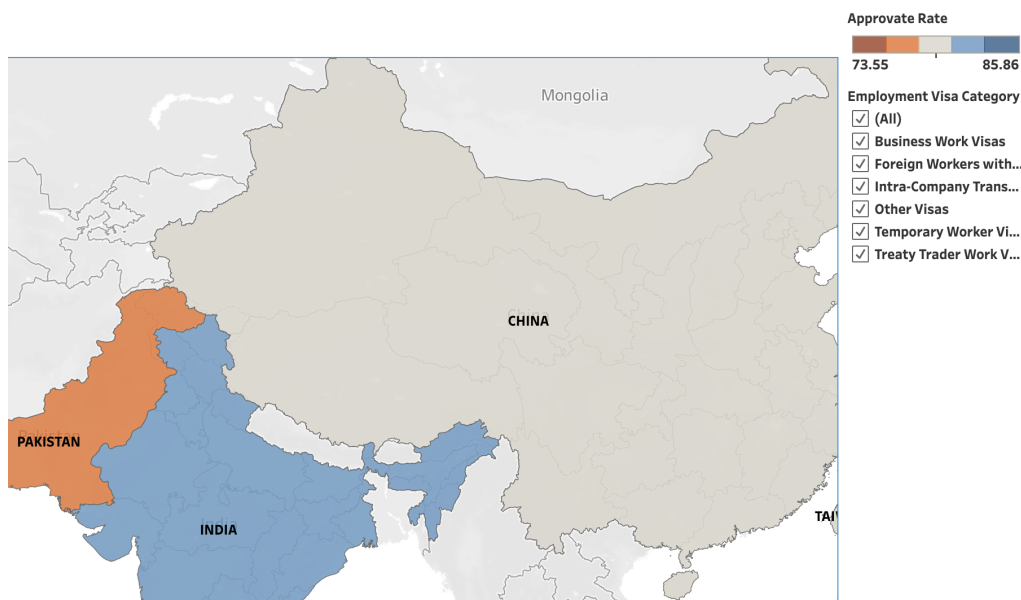 Approvate Rate
73.55 85.86
Employment Visa Category
(All)
Business Work Visas
Foreign Workers with...
Intra-Company Trans...
Other Visas
Temporary Worker Vi...
Treaty Trader Work V...
Mongolia
CHINA
PAKISTAN
TAI
INDIA